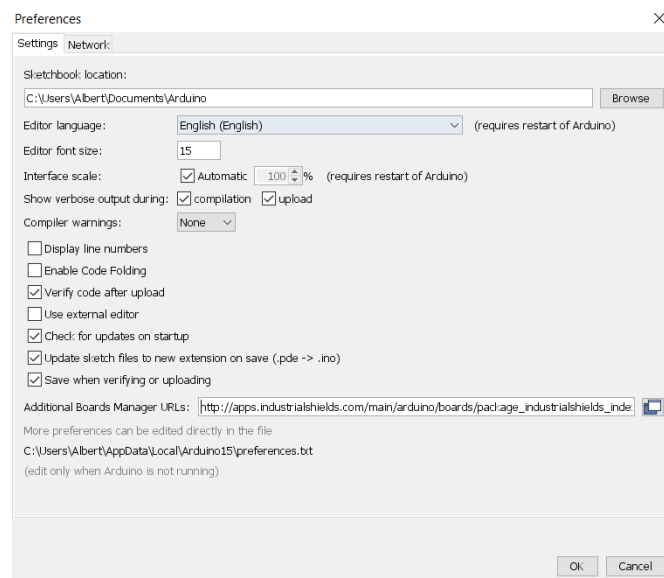 Preferences
Settings Network
Sketchbook location:
C:\Users\Albert\Documents\Arduino Browse
Editor language: English (English) (requires restart of Arduino)
Editor font size: 15
Interface scale: Automatic 100 % (requires restart of Arduino)
Show verbose output during: compilation upload
Compiler warnings: None
Display line numbers
Enable Code Folding
Verify code after upload
Use external editor
Check for updates on startup
Update sketch files to new extension on save (.pde -> .ino)
Save when verifying or uploading
Additional Boards Manager URLs: http://apps.industrialshields.com/main/arduino/boards/package_industrialshields_inde
More preferences can be edited directly in the file
C:\Users\Albert\AppData\Local\Arduino15\preferences.txt
(edit only when Arduino is not running)
OK Cancel